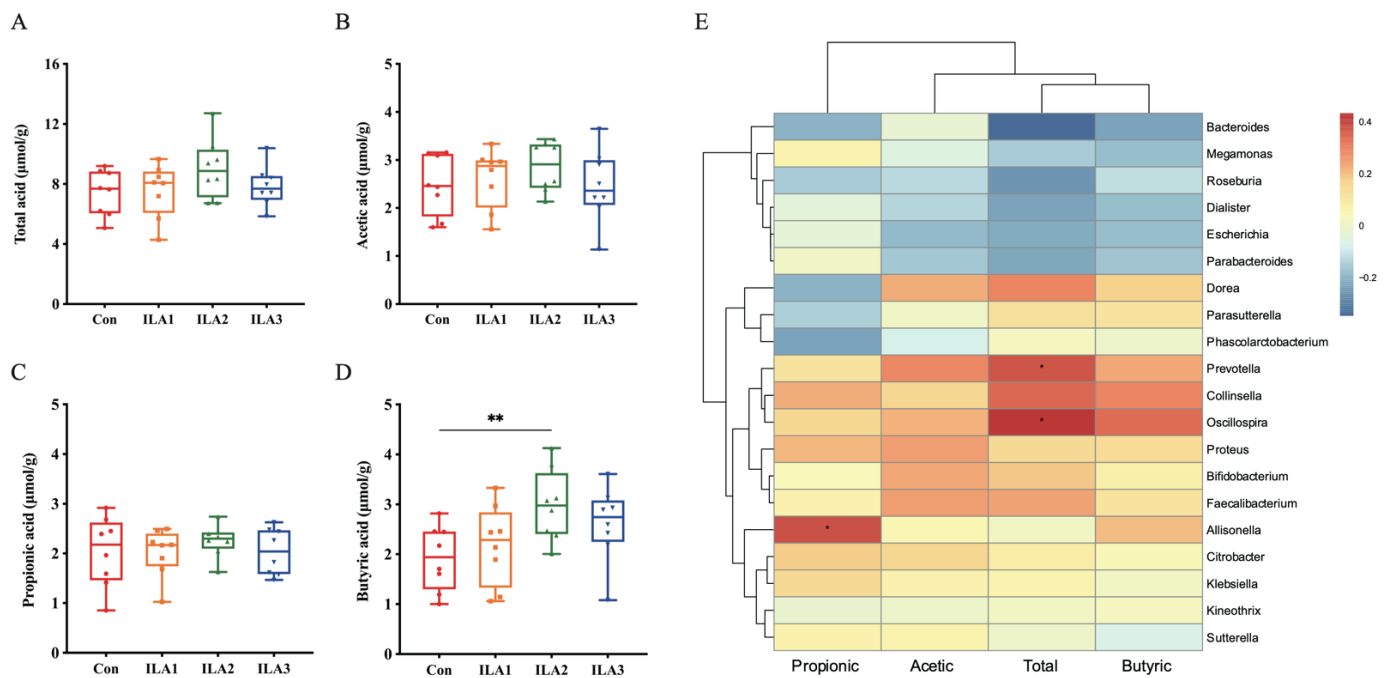 A
Total acid (μmol/g)
16
12
8
4
0
Con ILA1 ILA2 ILA3
B
Acetic acid (μmol/g)
5
4
3
2
1
0
Con ILA1 ILA2 ILA3
C
Propionic acid (μmol/g)
5
4
3
2
1
0
Con ILA1 ILA2 ILA3
D
Butyric acid (μmol/g)
5
4
3
2
1
0
**
Con ILA1 ILA2 ILA3
E
Bacteroides
Megamonas
Roseburia
Dialister
Escherichia
Parabacteroides
Dorea
Parasutterella
Phascolarctobacterium
* Prevotella
Collinsella
* Oscillospira
Proteus
Bifidobacterium
Faecalibacterium
* Allisonella
Citrobacter
Klebsiella
Kineothrix
Sutterella
Propionic Acetic Total Butyric
0.4
0.2
0
−0.2